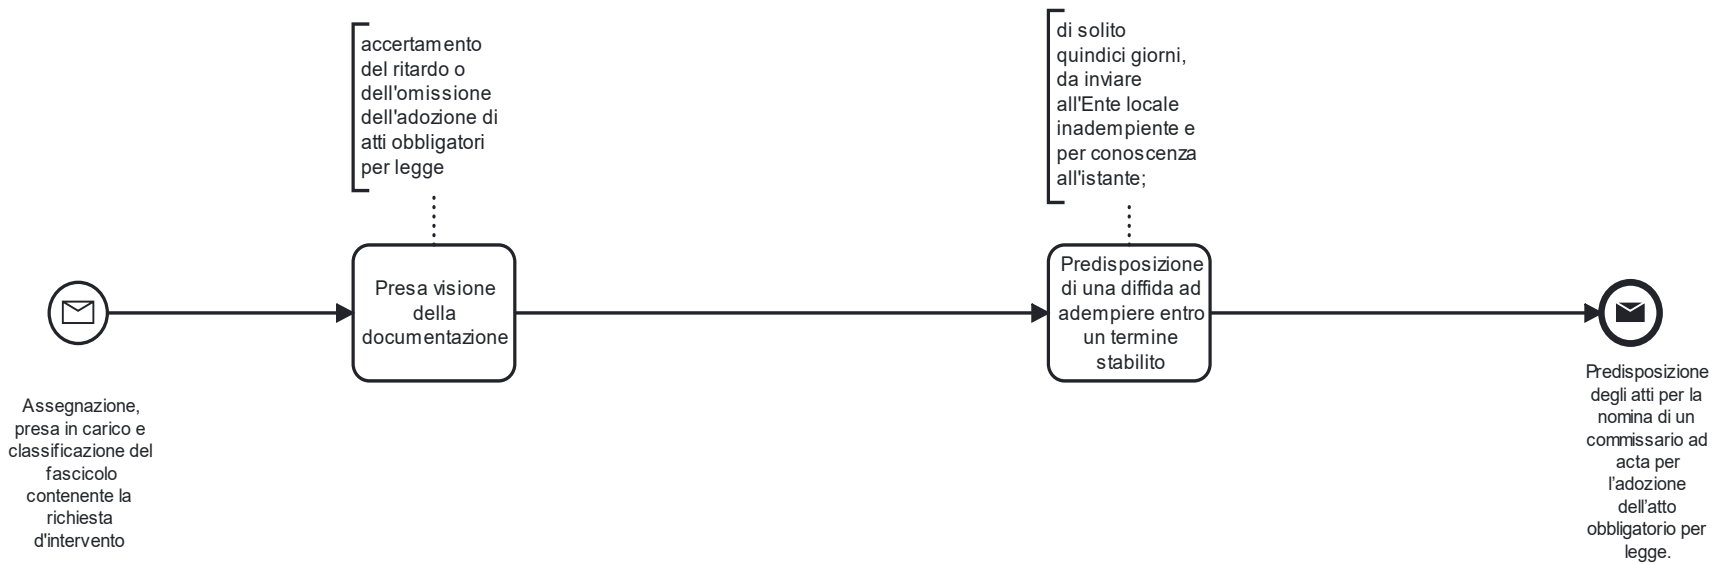 accertamento
del ritardo o
dell'omissione
dell'adozione di
atti obbligatori
per legge
di solito
quindici giorni,
da inviare
all'Ente locale
inadempiente e
per conoscenza
all'istante;
Assegnazione,
presa in carico e
classificazione del
fascicolo
contenente la
richiesta
d'intervento
Presa visione
della
documentazione
Predisposizione
di una diffida ad
adempiere entro
un termine
stabilito
Predisposizione
degli atti per la
nomina di un
commissario ad
acta per
l’adozione
dell’atto
obbligatorio per
legge.